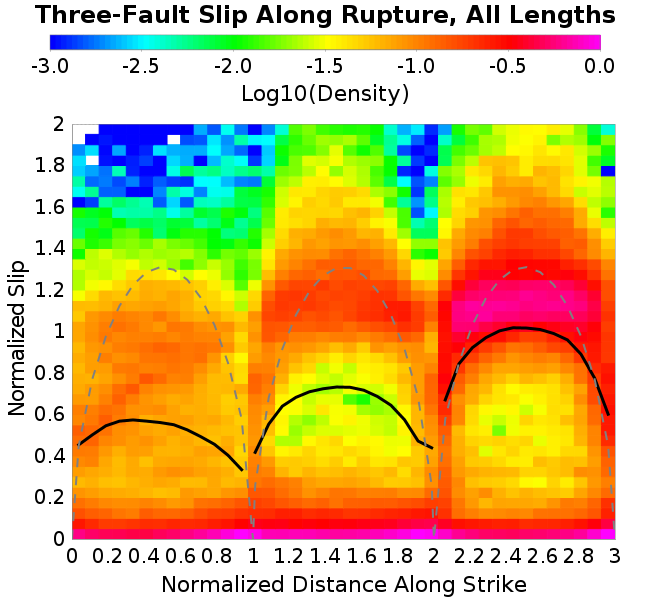 Three-Fault Slip Along Rupture, All Lengths
-3.0 -2.5 -2.0 -1.5 -1.0 -0.5 0.0
Log10(Density)
2
1.8
1.6
1.4
1.2
1
0.8
0.6
0.4
0.2
0
Normalized Slip
0 0.2 0.4 0.6 0.8 1 1.2 1.4 1.6 1.8 2 2.2 2.4 2.6 2.8 3
Normalized Distance Along Strike